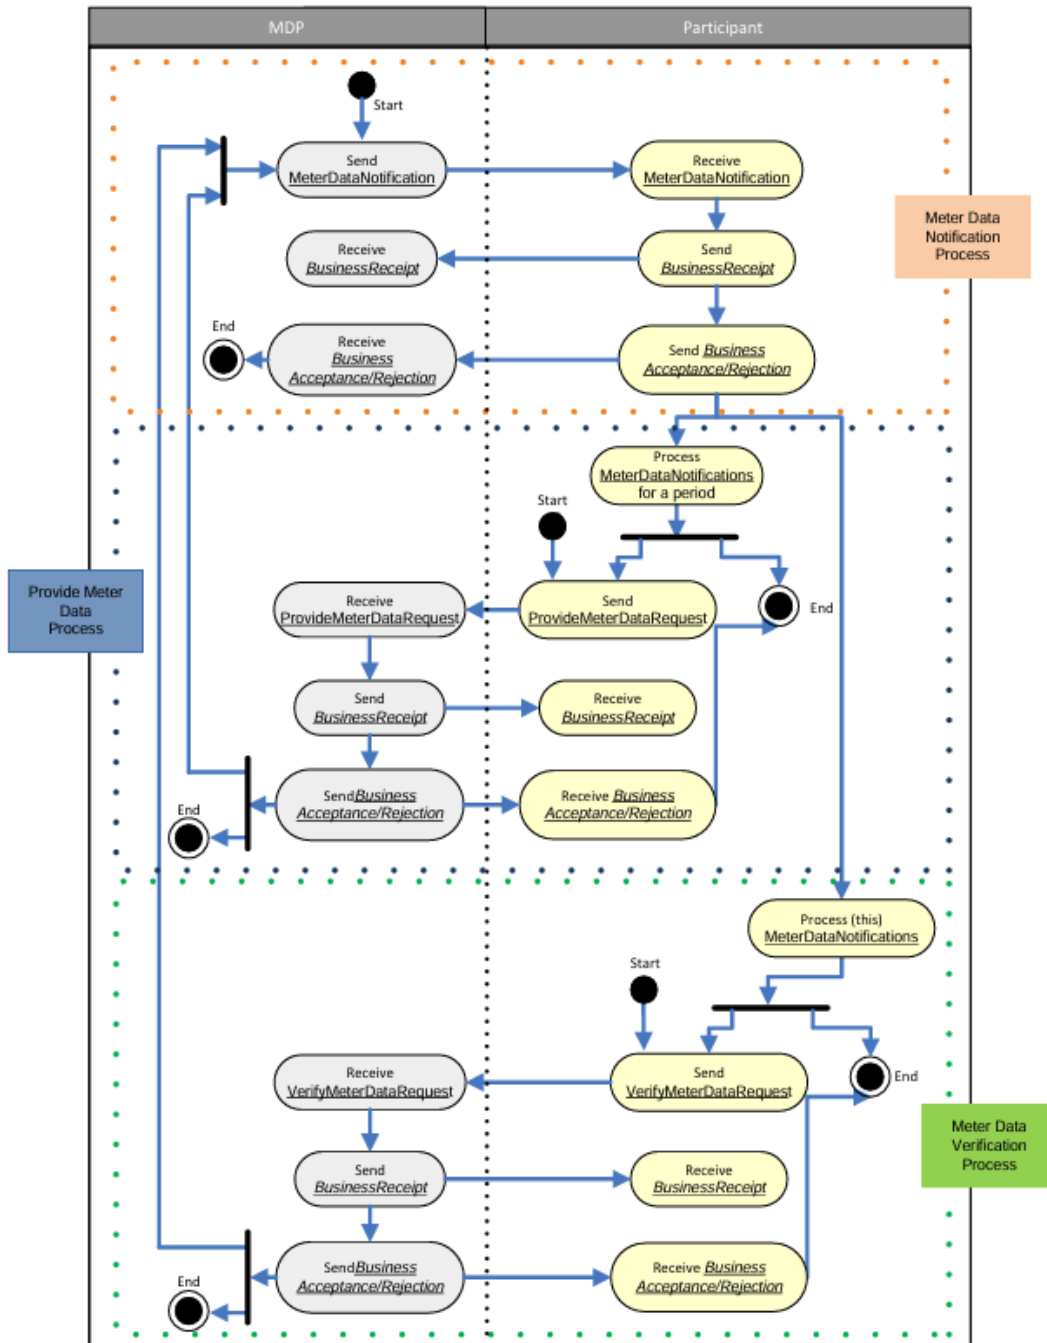 MDP
Participant
Start
Send
MeterDataNotification
Receive
MeterDataNotification
Meter Data
Notification
Process
Receive
BusinessReceipt
Send
BusinessReceipt
End
Receive
Business
Acceptance/Rejection
Send Business
Acceptance/Rejection
Process
MeterDataNotifications
for a period
Start
Provide Meter
Data
Process
Receive
ProvideMeterDataRequest
Send
ProvideMeterDataRequest
End
Send
BusinessReceipt
Receive
BusinessReceipt
End
SendBusiness
Acceptance/Rejection
Receive Business
Acceptance/Rejection
Process (this)
MeterDataNotifications
Start
Receive
VerifyMeterDataRequest
Send
VerifyMeterDataRequest
End
Meter Data
Verification
Process
Send
BusinessReceipt
Receive
BusinessReceipt
End
SendBusiness
Acceptance/Rejection
Receive Business
Acceptance/Rejection